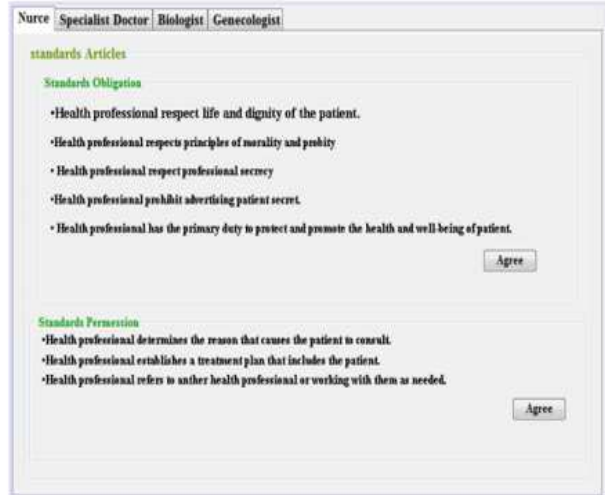 Nurce Specialist Doctor Biologist Genecologist
standards Articles
Standards Obligation
•Health professional respect life and dignity of the patient.
•Health professional respects principles of morality and probity
• Health professional respect professional secrecy
•Health professional prohibit advertising patient secret.
• Health professional has the primary duty to protect and promote the health and well-being of patient.
Agree
Standards Permession
•Health professional determines the reason that causes the patient to consult.
•Health professional establishes a treatment plan that includes the patient.
•Health professional refers to anther health professional or working with them as needed.
Agree